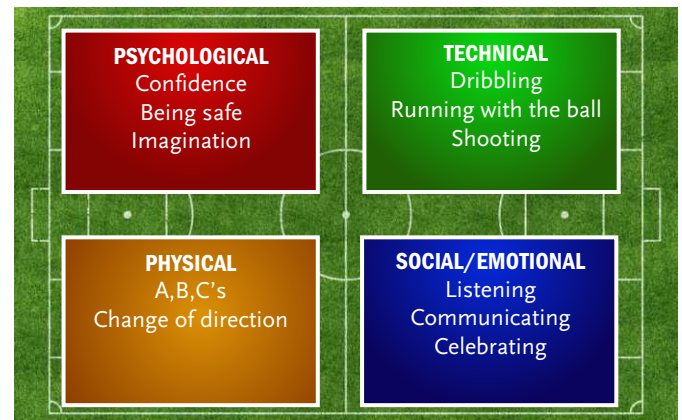 PSYCHOLOGICAL
Confidence
Being safe
Imagination
TECHNICAL
Dribbling
Running with the ball
Shooting
PHYSICAL
A,B,C's
Change of direction
SOCIAL/EMOTIONAL
Listening
Communicating
Celebrating